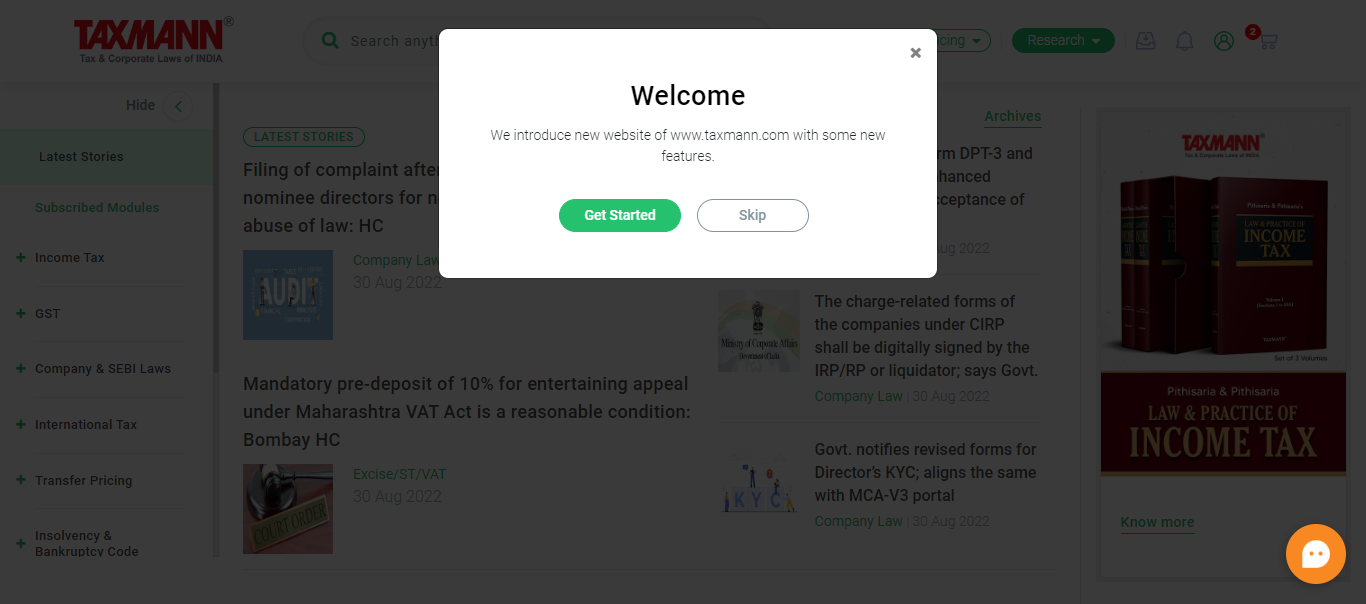 TAXMANN®
Tax & Corporate Laws of INDIA
Search anyt
Research
2
Hide
Latest Stories
Subscribed Modules
Income Tax
GST
Company & SEBI Laws
International Tax
Transfer Pricing
Insolvency &
Bankruptcy Code
Welcome
We introduce new website of www.taxmann.com with some new
features.
Get Started
Skip
LATEST STORIES
Filing of complaint after
nominee directors for n
abuse of law: HC
AUDIT
Company Law
30 Aug 2022
Mandatory pre-deposit of 10% for entertaining appeal
under Maharashtra VAT Act is a reasonable condition:
Bombay HC
COURT ORDER
Excise/ST/VAT
30 Aug 2022
Archives
rm DPT-3 and
hanced
cceptance of
Aug 2022
Ministry of Corporate Affairs
Government of India
The charge-related forms of
the companies under CIRP
shall be digitally signed by the
IRP/RP or liquidator; says Govt.
Company Law | 30 Aug 2022
KYC
Govt. notifies revised forms for
Director's KYC; aligns the same
with MCA-V3 portal
Company Law | 30 Aug 2022
TAXMANN®
Tax & Corporate Laws of INDIA
Pithisaria & Pithisaria's
LAW & PRACTICE OF
INCOME
TAX
Volume 1
TAXMANN
Set of 3 Volumes
Pithisaria & Pithisaria
LAW & PRACTICE OF
INCOME TAX
Know more